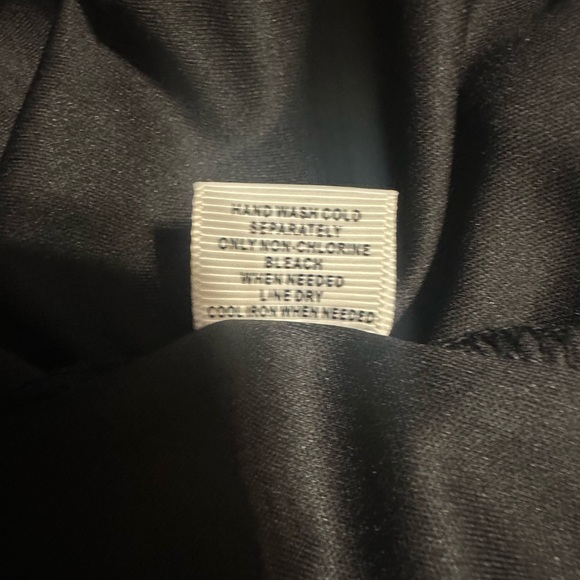 HAND WASH COLD
SEPARATELY
ONLY NON-CHLORINE
BLEACH
WHEN NEEDED
LINE DRY
COOL IRON WHEN NEEDED